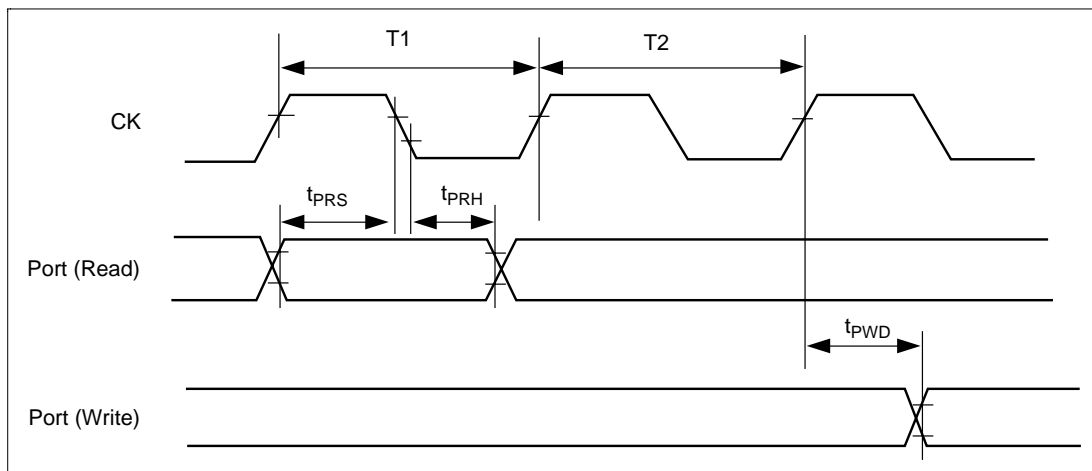 T1 T2
CK
tPRS tPRH
Port (Read)
tPWD
Port (Write)